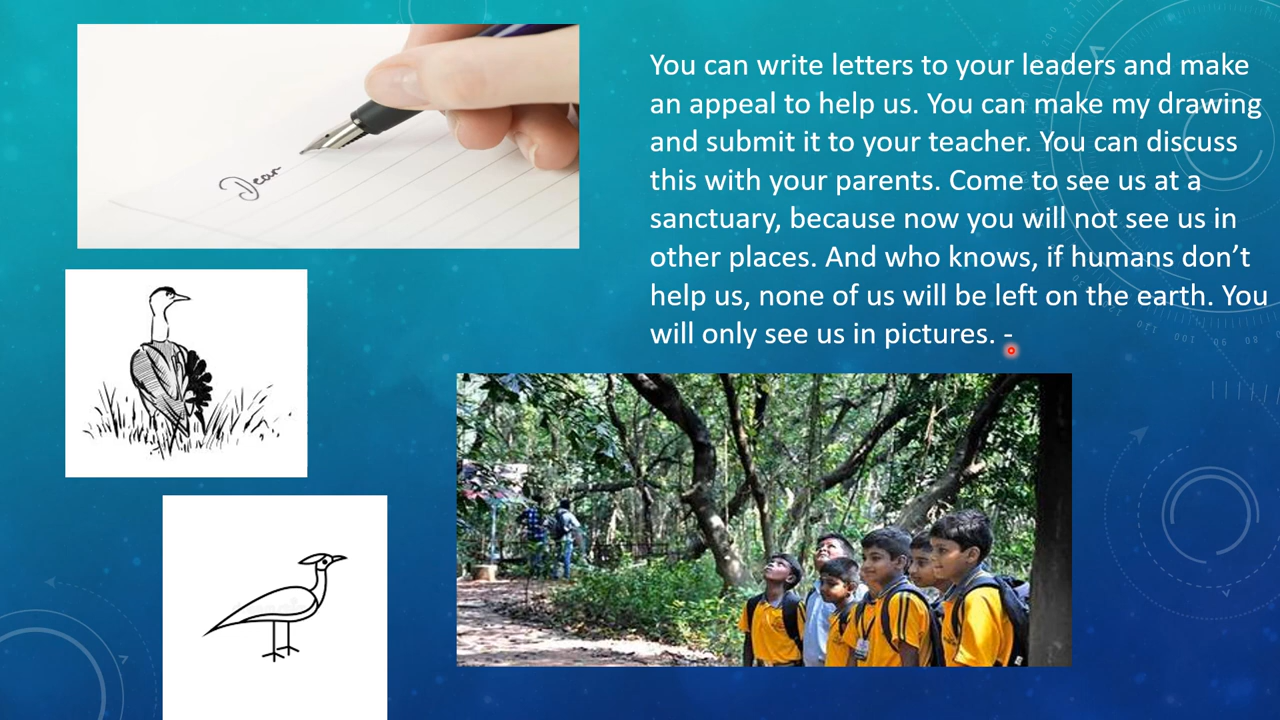 Dear
You can write letters to your leaders and make
an appeal to help us. You can make my drawing
and submit it to your teacher. You can discuss
this with your parents. Come to see us at a
sanctuary, because now you will not see us in
other places. And who knows, if humans don’t
help us, none of us will be left on the earth. You
will only see us in pictures. -